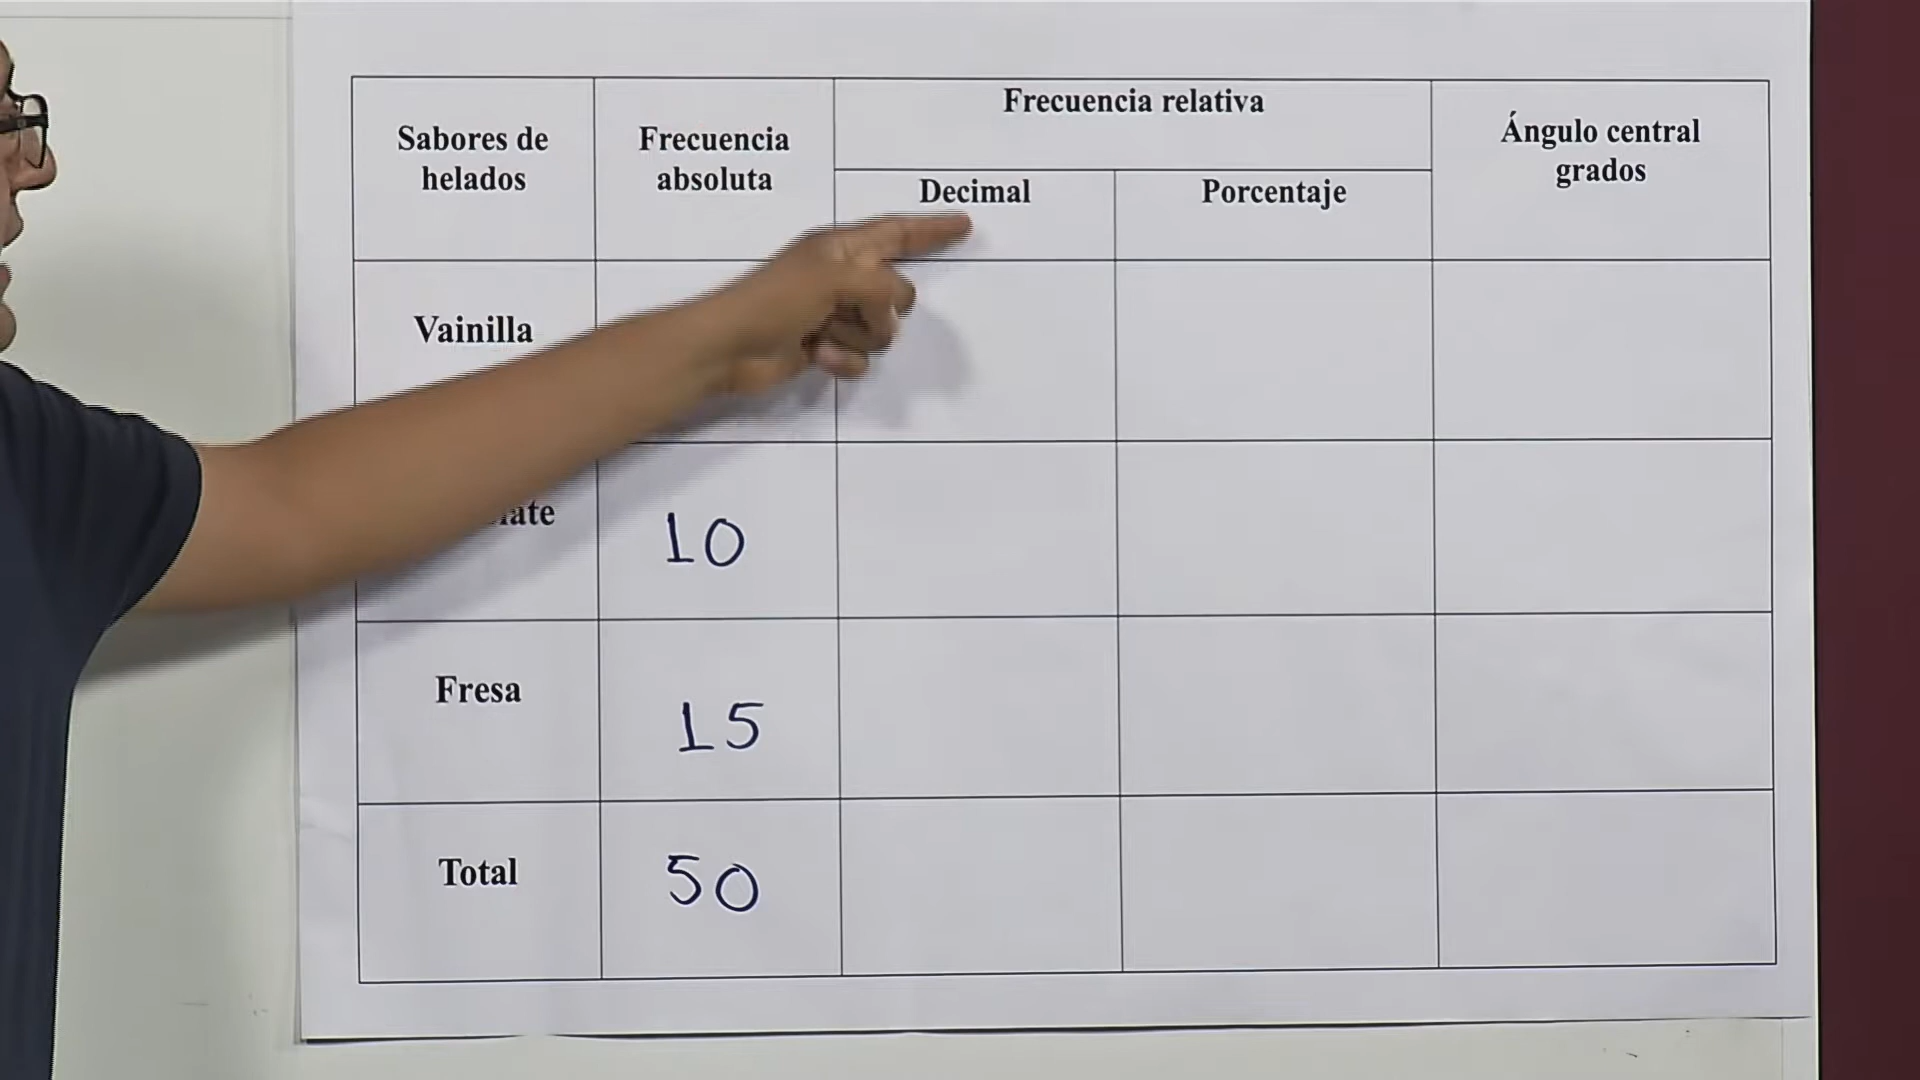 Sabores de
helados
Frecuencia
absoluta
Frecuencia relativa
Decimal
Porcentaje
Ángulo central
grados
Vainilla
10
Fresa
15
Total
50